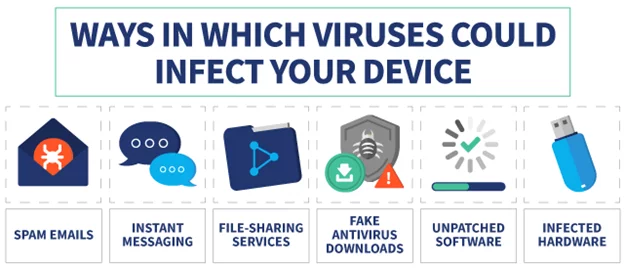 WAYS IN WHICH VIRUSES COULD
INFECT YOUR DEVICE
SPAM EMAILS
INSTANT
MESSAGING
FILE-SHARING
SERVICES
FAKE
ANTIVIRUS
DOWNLOADS
UNPATCHED
SOFTWARE
INFECTED
HARDWARE